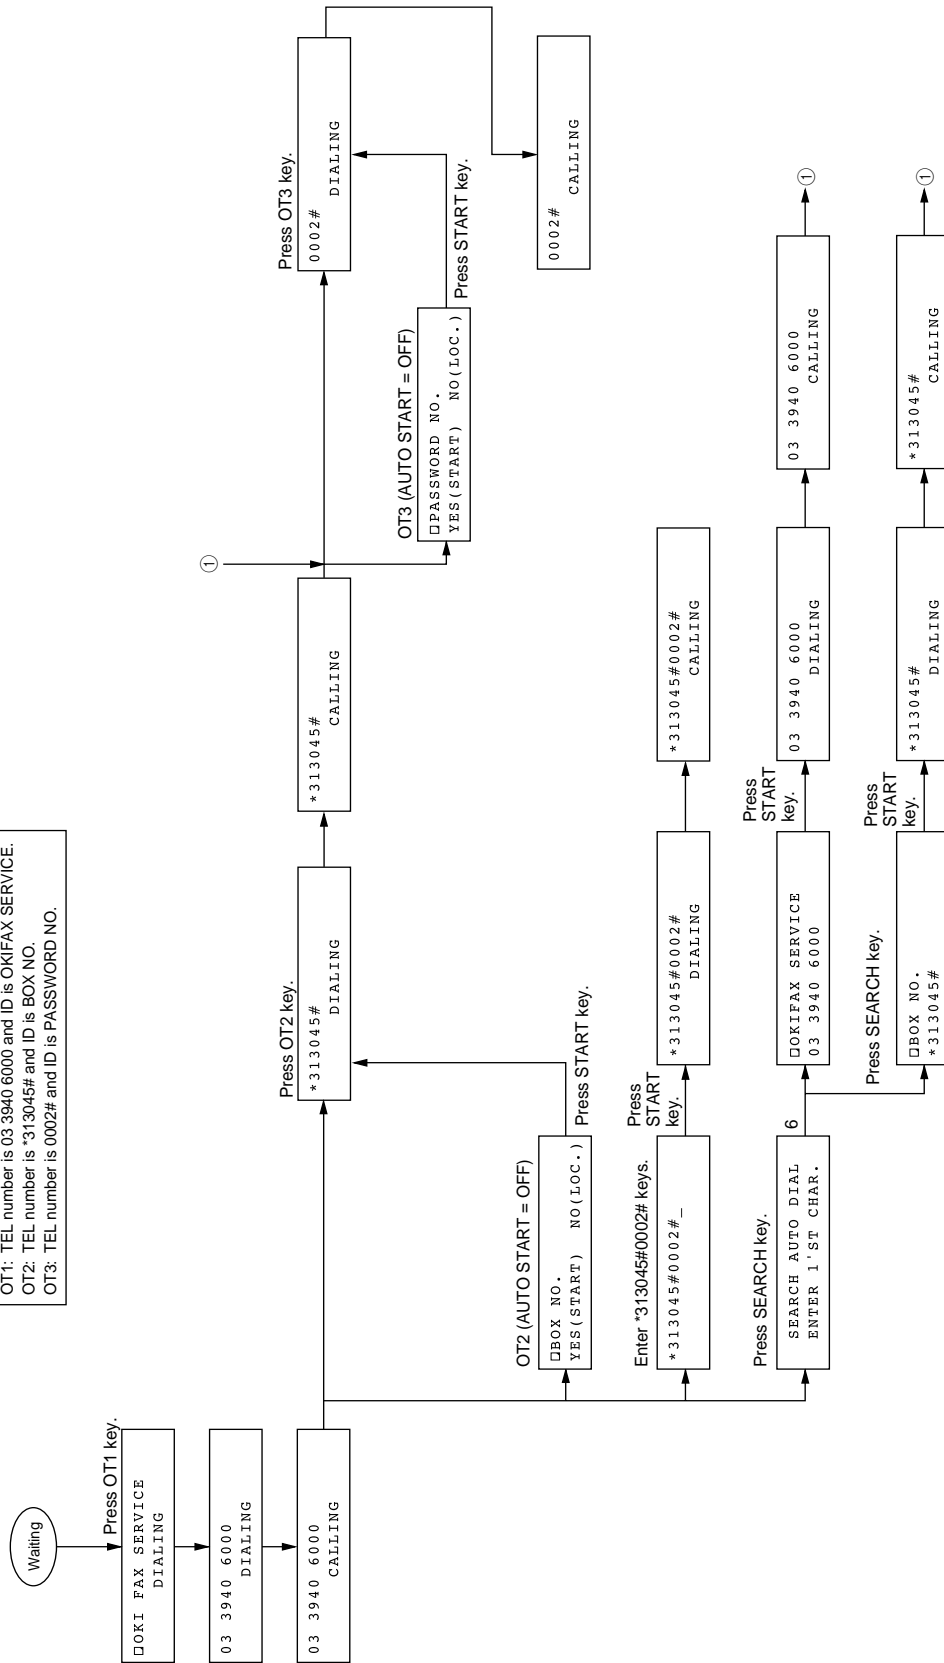 OT1: TEL number is 03 3940 6000 and ID is OKIFAX SERVICE.
OT2: TEL number is *313045# and ID is BOX NO.
OT3: TEL number is 0002# and ID is PASSWORD NO.
Waiting
Press OT1 key.
□OKI FAX SERVICE
DIALING
03 3940 6000
DIALING
03 3940 6000
CALLING
Press OT2 key.
*313045#
DIALING
*313045#
CALLING
①
Press OT3 key.
0002#
DIALING
OT3 (AUTO START = OFF)
□PASSWORD NO.
YES(START) NO(LOC.)
Press START key.
0002#
CALLING
OT2 (AUTO START = OFF)
□BOX NO.
YES(START) NO(LOC.)
Press START key.
Enter *313045#0002# keys.
*313045#0002#_
Press
START
key.
*313045#0002#
DIALING
*313045#0002#
CALLING
Press SEARCH key.
SEARCH AUTO DIAL
ENTER 1'ST CHAR.
6
□OKIFAX SERVICE
03 3940 6000
Press
START
key.
03 3940 6000
DIALING
03 3940 6000
CALLING
①
Press SEARCH key.
□BOX NO.
*313045#
Press
START
key.
*313045#
DIALING
*313045#
CALLING
①